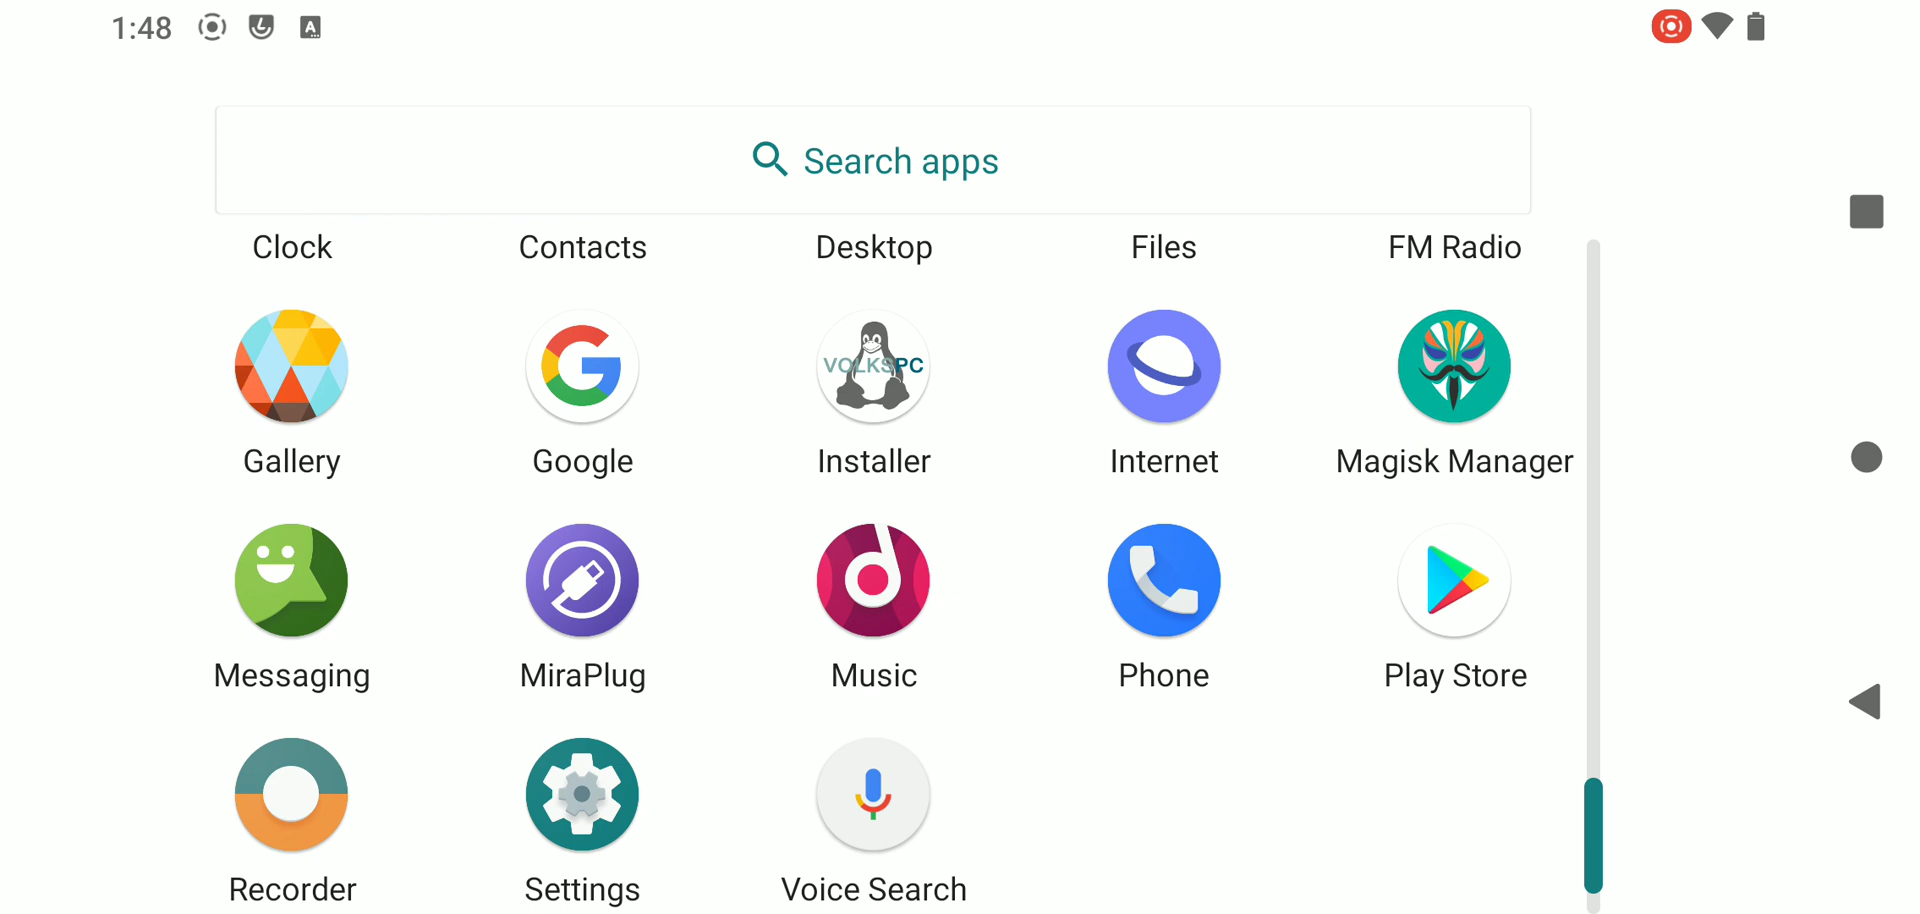 1:48
A
Search apps
Clock Contacts Desktop Files FM Radio
VOLKSPC
Gallery Google Installer Internet Magisk Manager
Messaging MiraPlug Music Phone Play Store
Recorder Settings Voice Search